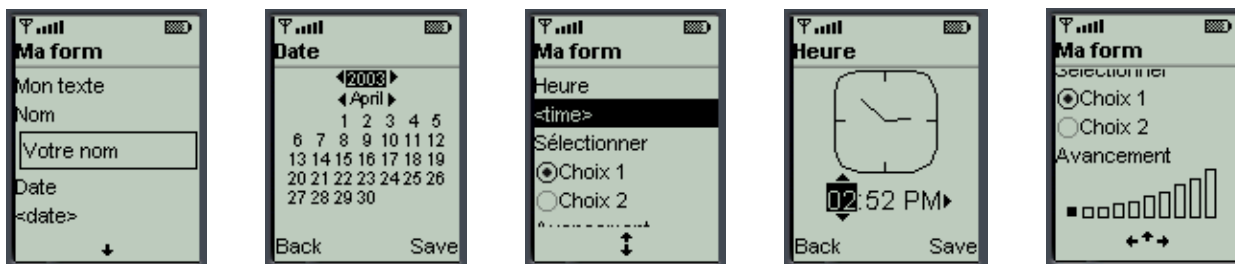 Ma form
Mon texte
Nom
Votre nom
Date
<date>
Date
2003
April
1 2 3 4 5
6 7 8 9 10 11 12
13 14 15 16 17 18 19
20 21 22 23 24 25 26
27 28 29 30
Back Save
Ma form
Heure
<time>
Sélectionner
Choix 1
Choix 2
Avancement
Heure
02:52 PM
Back Save
Ma form
Sélectionner
Choix 1
Choix 2
Avancement